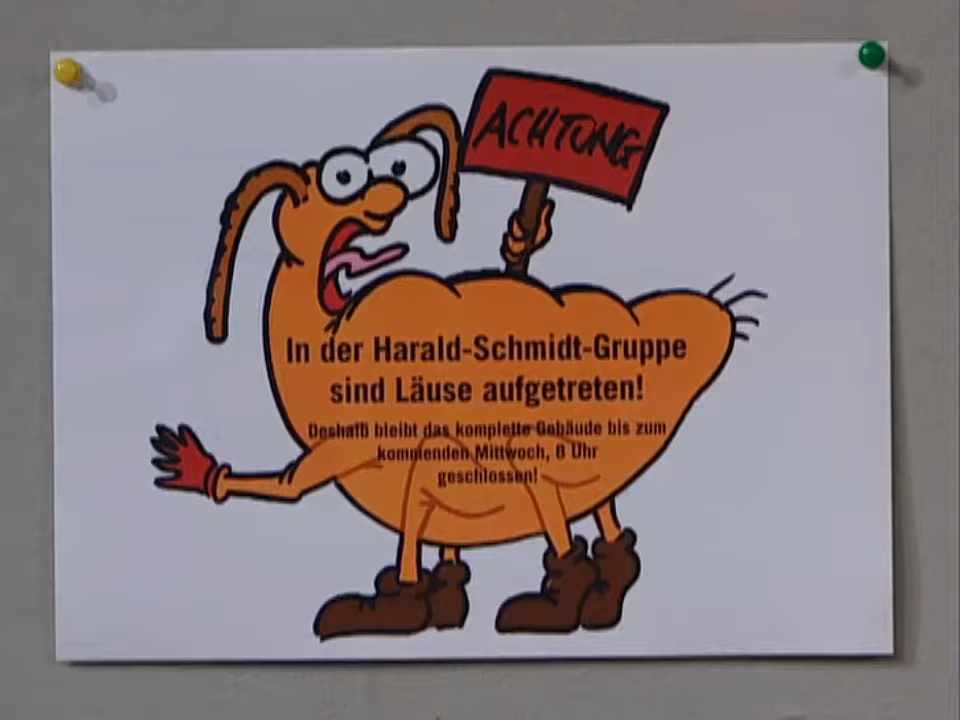 ACHTUNG
In der Harald-Schmidt-Gruppe
sind Läuse aufgetreten!
Deshalb bleibt das komplette Gebäude bis zum
kommenden Mittwoch, 8 Uhr
geschlossen!